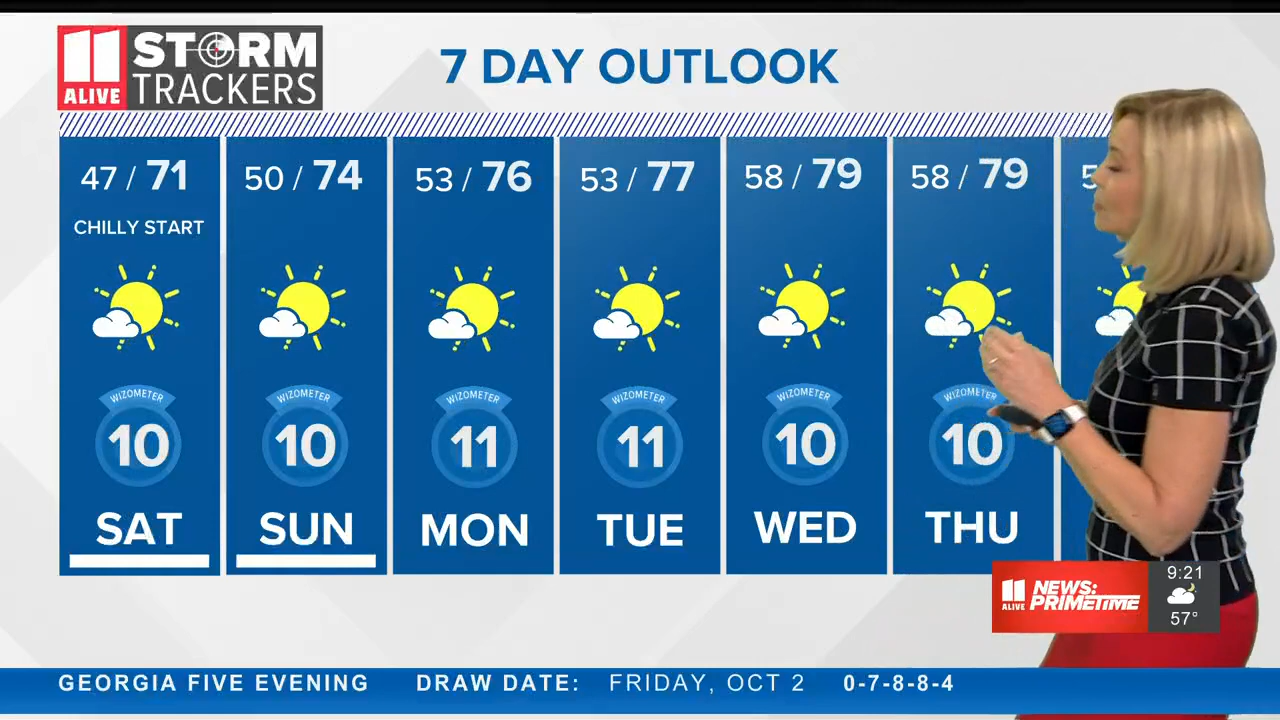 11 ALIVE STORM TRACKERS
7 DAY OUTLOOK
47 / 71
50 / 74
53 / 76
53 / 77
58 / 79
58 / 79
CHILLY START
WIZOMETER
WIZOMETER
WIZOMETER
WIZOMETER
WIZOMETER
WIZOMETER
10
10
11
11
10
10
SAT
SUN
MON
TUE
WED
THU
11 ALIVE NEWS: PRIMETIME
9:21
57°
GEORGIA FIVE EVENING DRAW DATE: FRIDAY, OCT 2 0-7-8-8-4